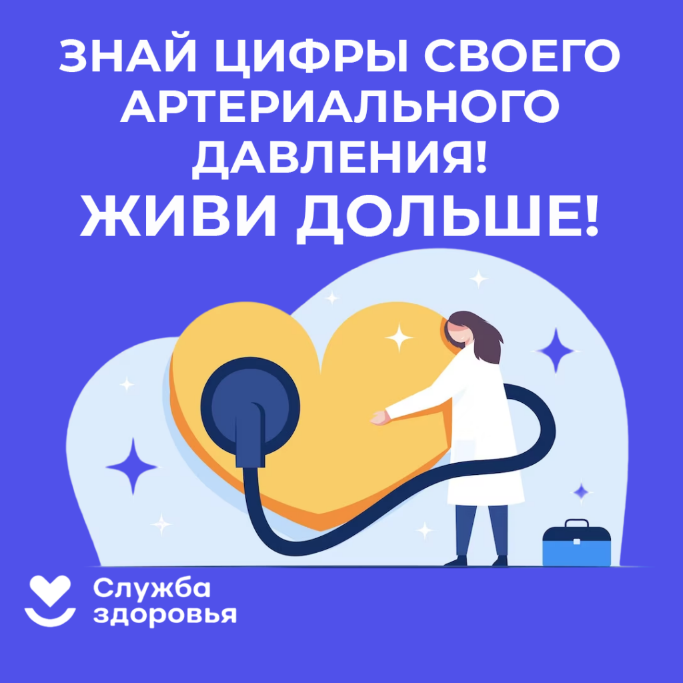 ЗНАЙ ЦИФРЫ СВОЕГО
АРТЕРИАЛЬНОГО
ДАВЛЕНИЯ!
ЖИВИ ДОЛЬШЕ!
Служба
здоровья